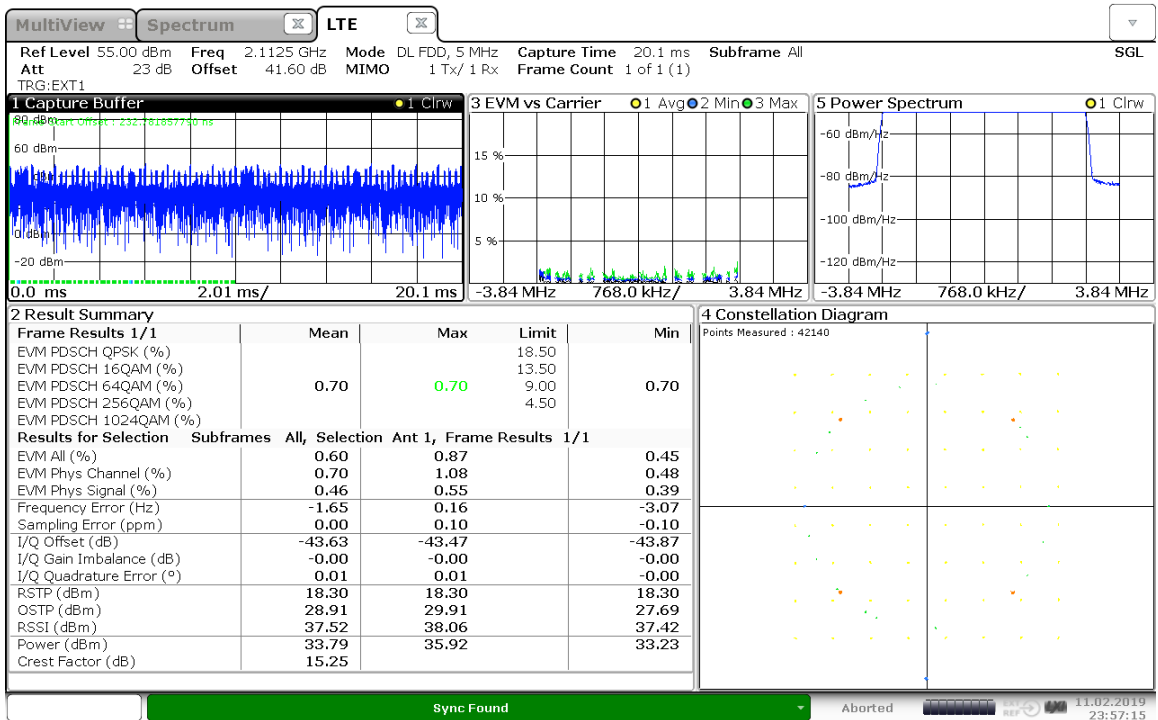 MultiView Spectrum LTE
Ref Level 55.00 dBm Freq 2.1125 GHz Mode DL FDD, 5 MHz Capture Time 20.1 ms Subframe All SGL
Att 23 dB Offset 41.60 dB MIMO 1 Tx/ 1 Rx Frame Count 1 of 1 (1)
TRG:EXT1
1 Capture Buffer 1 Clrw
80 dBm
Frame Start Offset : 232.781857790 ns
60 dBm
0 dBm
-20 dBm
0.0 ms 2.01 ms/ 20.1 ms
3 EVM vs Carrier 1 Avg 2 Min 3 Max
15 %
10 %
5 %
-3.84 MHz 768.0 kHz/ 3.84 MHz
5 Power Spectrum 1 Clrw
-60 dBm/Hz
-80 dBm/Hz
-100 dBm/Hz
-120 dBm/Hz
-3.84 MHz 768.0 kHz/ 3.84 MHz
2 Result Summary
Frame Results 1/1 Mean Max Limit Min
EVM PDSCH QPSK (%) 18.50
EVM PDSCH 16QAM (%) 13.50
EVM PDSCH 64QAM (%) 0.70 0.70 9.00 0.70
EVM PDSCH 256QAM (%) 4.50
EVM PDSCH 1024QAM (%)
Results for Selection Subframes All, Selection Ant 1, Frame Results 1/1
EVM All (%) 0.60 0.87 0.45
EVM Phys Channel (%) 0.70 1.08 0.48
EVM Phys Signal (%) 0.46 0.55 0.39
Frequency Error (Hz) -1.65 0.16 -3.07
Sampling Error (ppm) 0.00 0.10 -0.10
I/Q Offset (dB) -43.63 -43.47 -43.87
I/Q Gain Imbalance (dB) -0.00 -0.00 -0.00
I/Q Quadrature Error (º) 0.01 0.01 -0.00
RSTP (dBm) 18.30 18.30 18.30
OSTP (dBm) 28.91 29.91 27.69
RSSI (dBm) 37.52 38.06 37.42
Power (dBm) 33.79 35.92 33.23
Crest Factor (dB) 15.25
4 Constellation Diagram
Points Measured : 42140
Sync Found
Aborted
EXT
REF
11.02.2019
23:57:15